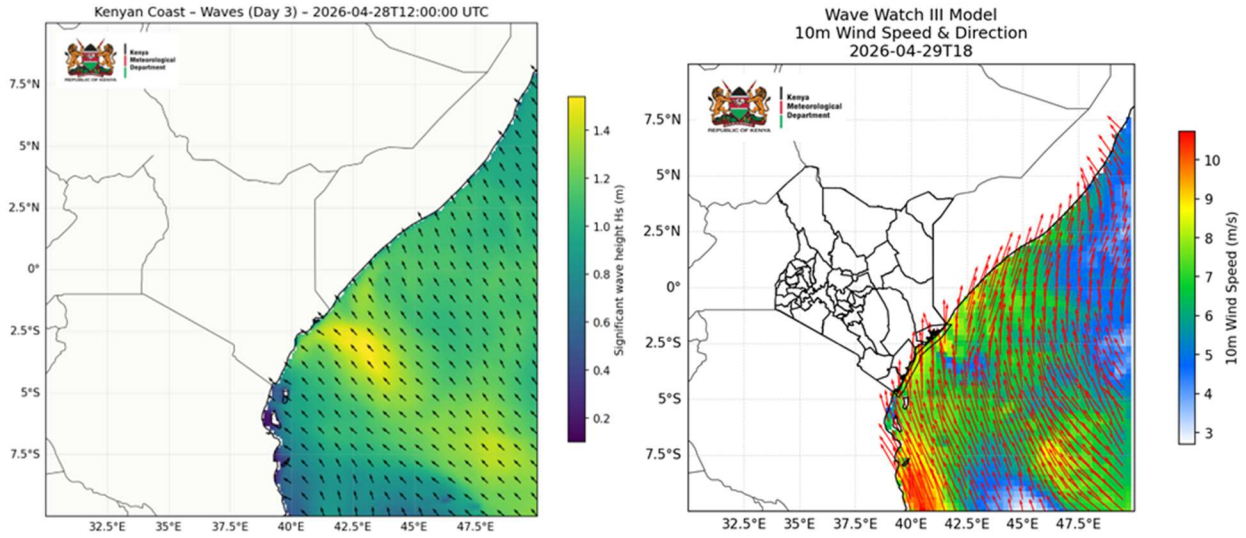 Kenyan Coast – Waves (Day 3) – 2026-04-28T12:00:00 UTC
Kenya
Meteorological
Department
REPUBLIC OF KENYA
7.5°N
5°N
2.5°N
0°
2.5°S
5°S
7.5°S
32.5°E 35°E 37.5°E 40°E 42.5°E 45°E 47.5°E
1.4
1.2
1.0
0.8
0.6
0.4
0.2
Significant wave height Hs (m)
Wave Watch III Model
10m Wind Speed & Direction
2026-04-29T18
Kenya
Meteorological
Department
REPUBLIC OF KENYA
7.5°N
5°N
2.5°N
0°
2.5°S
5°S
7.5°S
32.5°E 35°E 37.5°E 40°E 42.5°E 45°E 47.5°E
10
9
8
7
6
5
4
3
10m Wind Speed (m/s)